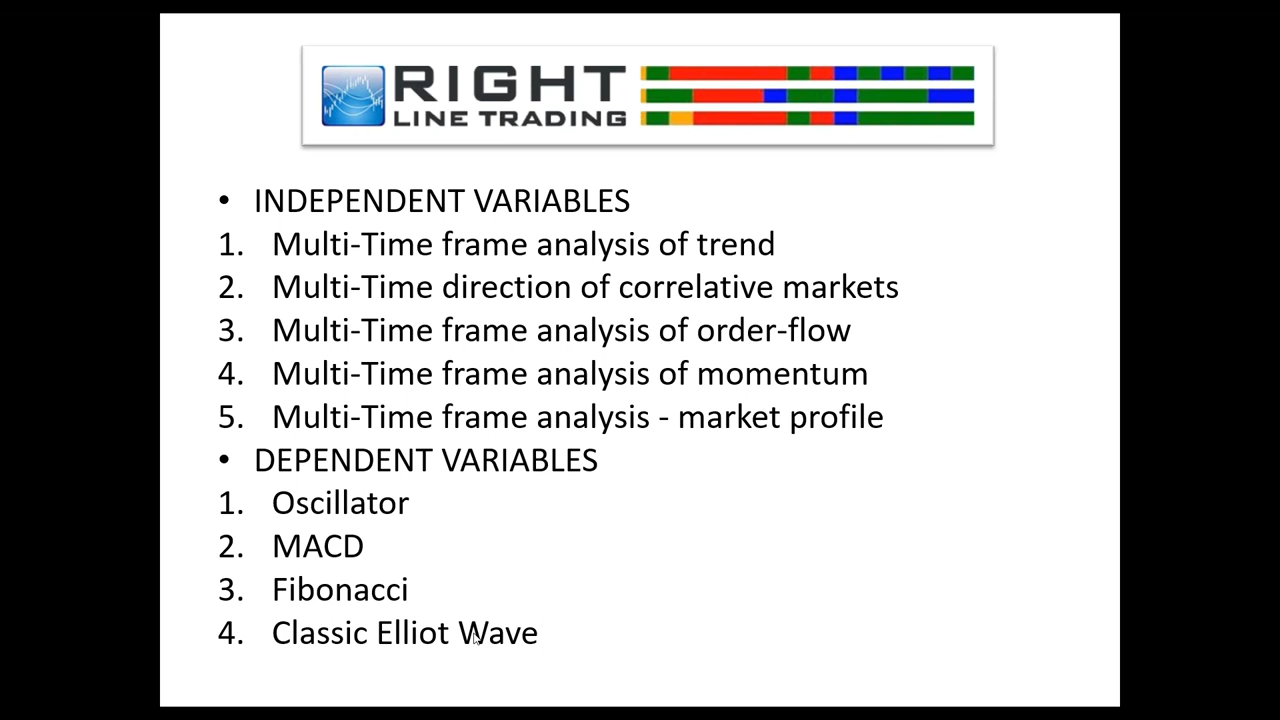 RIGHT
LINE TRADING
• INDEPENDENT VARIABLES
1. Multi-Time frame analysis of trend
2. Multi-Time direction of correlative markets
3. Multi-Time frame analysis of order-flow
4. Multi-Time frame analysis of momentum
5. Multi-Time frame analysis - market profile
• DEPENDENT VARIABLES
1. Oscillator
2. MACD
3. Fibonacci
4. Classic Elliot Wave